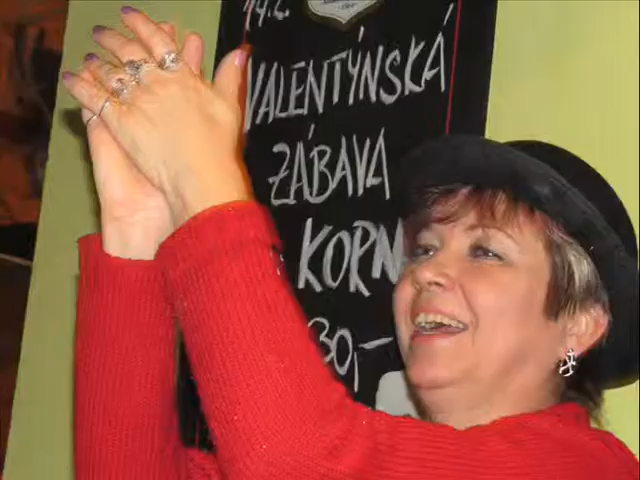 14.2.
VALENTÝNSKÁ
ZÁBAVA
KORN
30,-